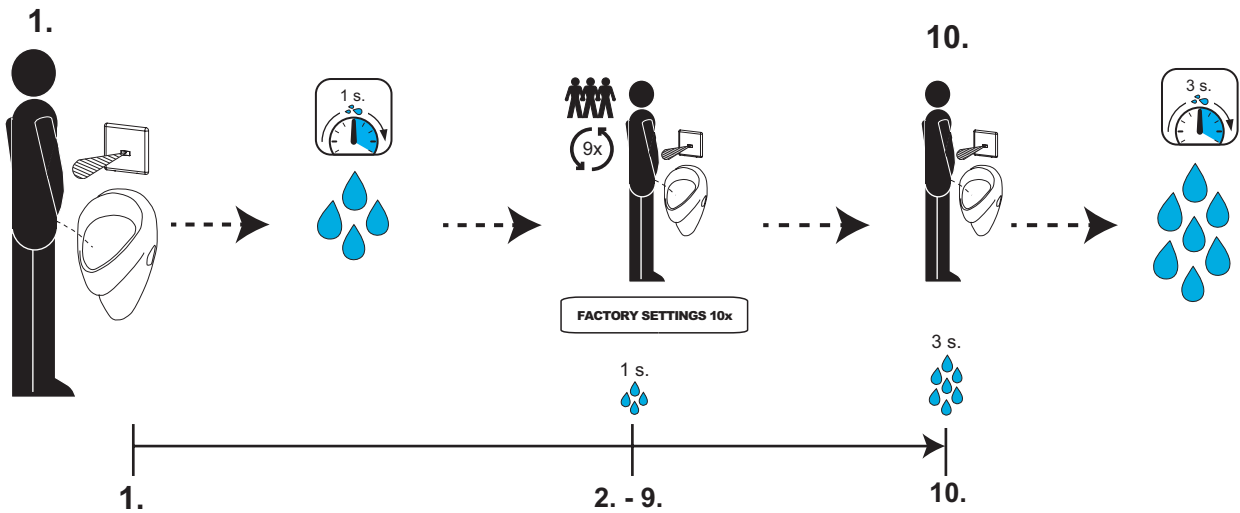 1.
10.
1 s.
3 s.
9x
FACTORY SETTINGS 10x
1 s.
3 s.
1.
2. - 9.
10.